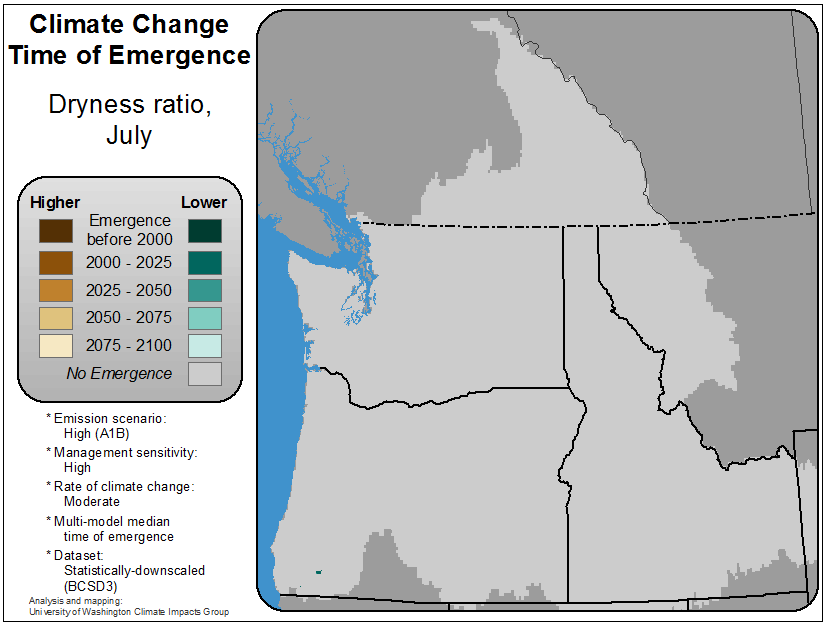 Climate Change
Time of Emergence
Dryness ratio,
July
Higher Lower
Emergence
before 2000
2000 - 2025
2025 - 2050
2050 - 2075
2075 - 2100
No Emergence
* Emission scenario:
High (A1B)
* Management sensitivity:
High
* Rate of climate change:
Moderate
* Multi-model median
time of emergence
* Dataset:
Statistically-downscaled
(BCSD3)
Analysis and mapping:
University of Washington Climate Impacts Group